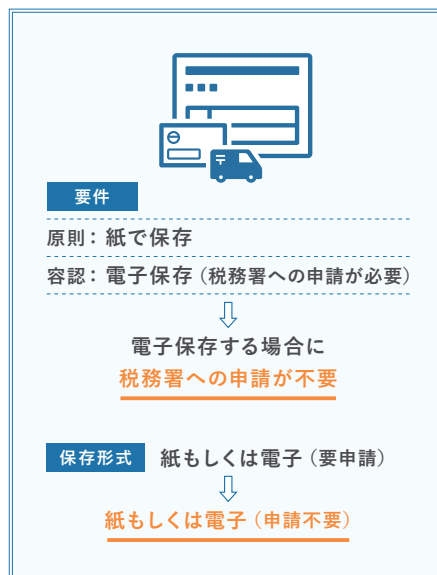 要件
原則：紙で保存
容認：電子保存（税務署への申請が必要）
電子保存する場合に
税務署への申請が不要
保存形式 紙もしくは電子（要申請）
紙もしくは電子（申請不要）